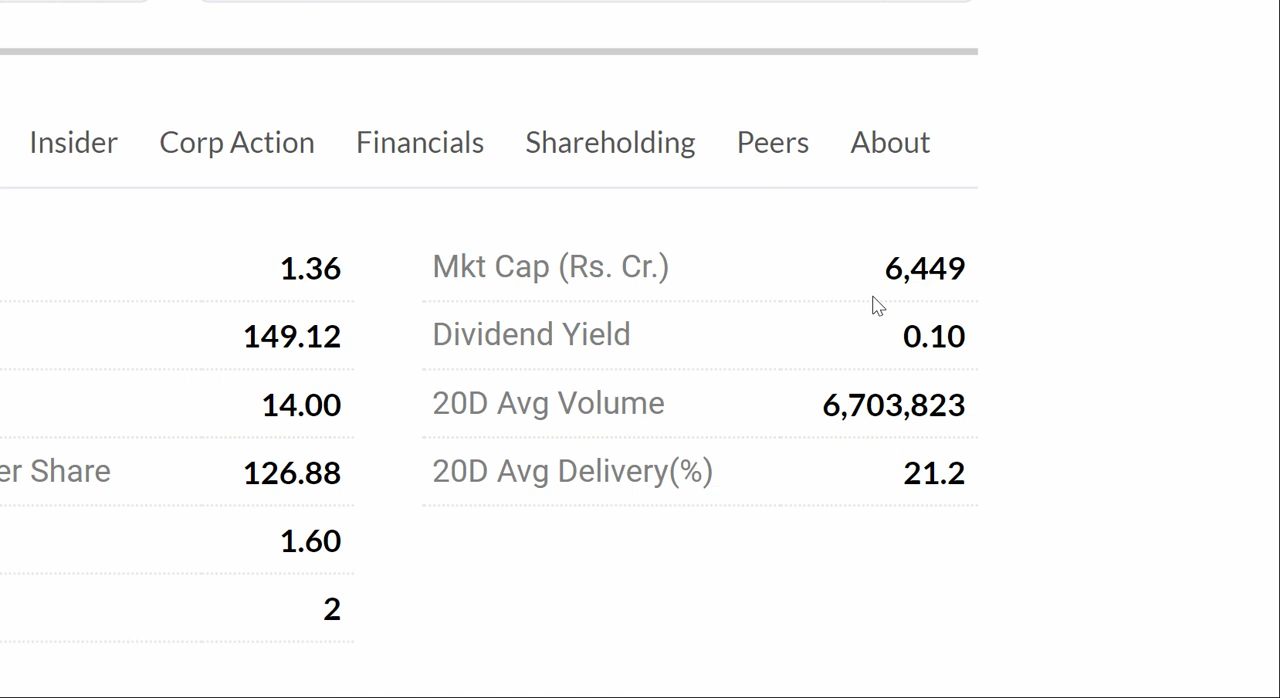 Insider Corp Action Financials Shareholding Peers About
1.36 Mkt Cap (Rs. Cr.) 6,449
149.12 Dividend Yield 0.10
14.00 20D Avg Volume 6,703,823
er Share 126.88 20D Avg Delivery(%) 21.2
1.60
2